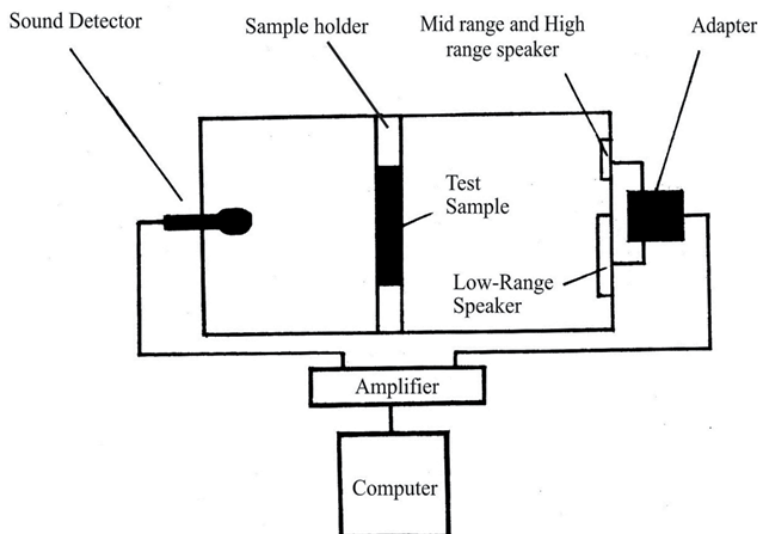 Sound Detector
Sample holder
Mid range and High
range speaker
Adapter
Test
Sample
Low-Range
Speaker
Amplifier
Computer